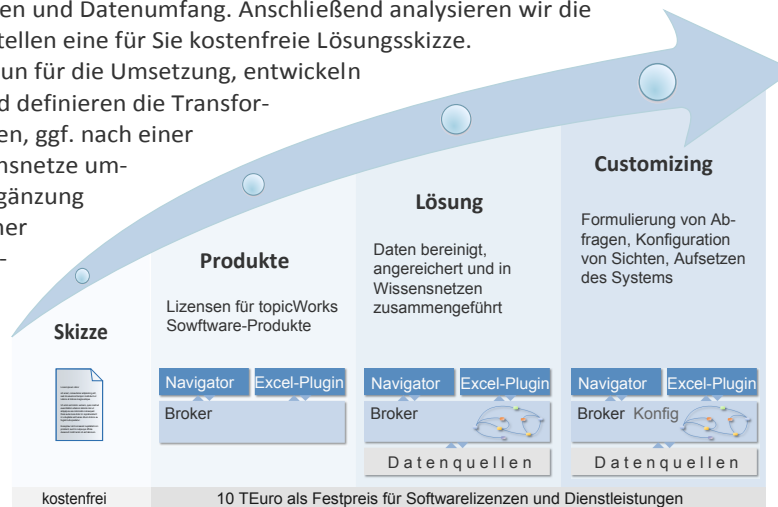 en und Datenumfang. Anschließend analysieren wir die
tellen eine für Sie kostenfreie Lösungsskizze.
un für die Umsetzung, entwickeln
d definieren die Transfor-
en, ggf. nach einer
nsnetze um-
gänzung
ner
-
Skizze
kostenfrei
Produkte
Lizensen für topicWorks
Sowftware-Produkte
Navigator Excel-Plugin
Broker
Lösung
Daten bereinigt,
angereichert und in
Wissensnetzen
zusammengeführt
Navigator Excel-Plugin
Broker
Datenquellen
Customizing
Formulierung von Ab-
fragen, Konfiguration
von Sichten, Aufsetzen
des Systems
Navigator Excel-Plugin
Broker Konfig
Datenquellen
10 TEuro als Festpreis für Softwarelizenzen und Dienstleistungen